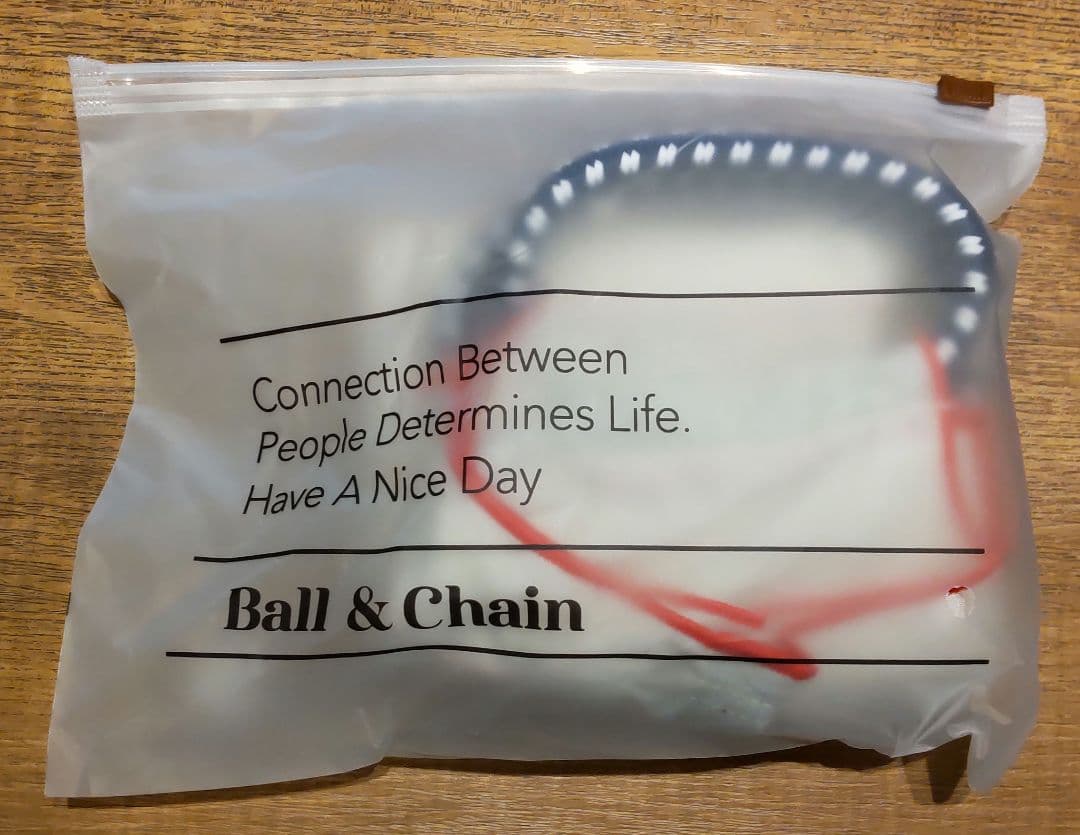 Connection Between
People Determines Life.
Have A Nice Day
Ball & Chain